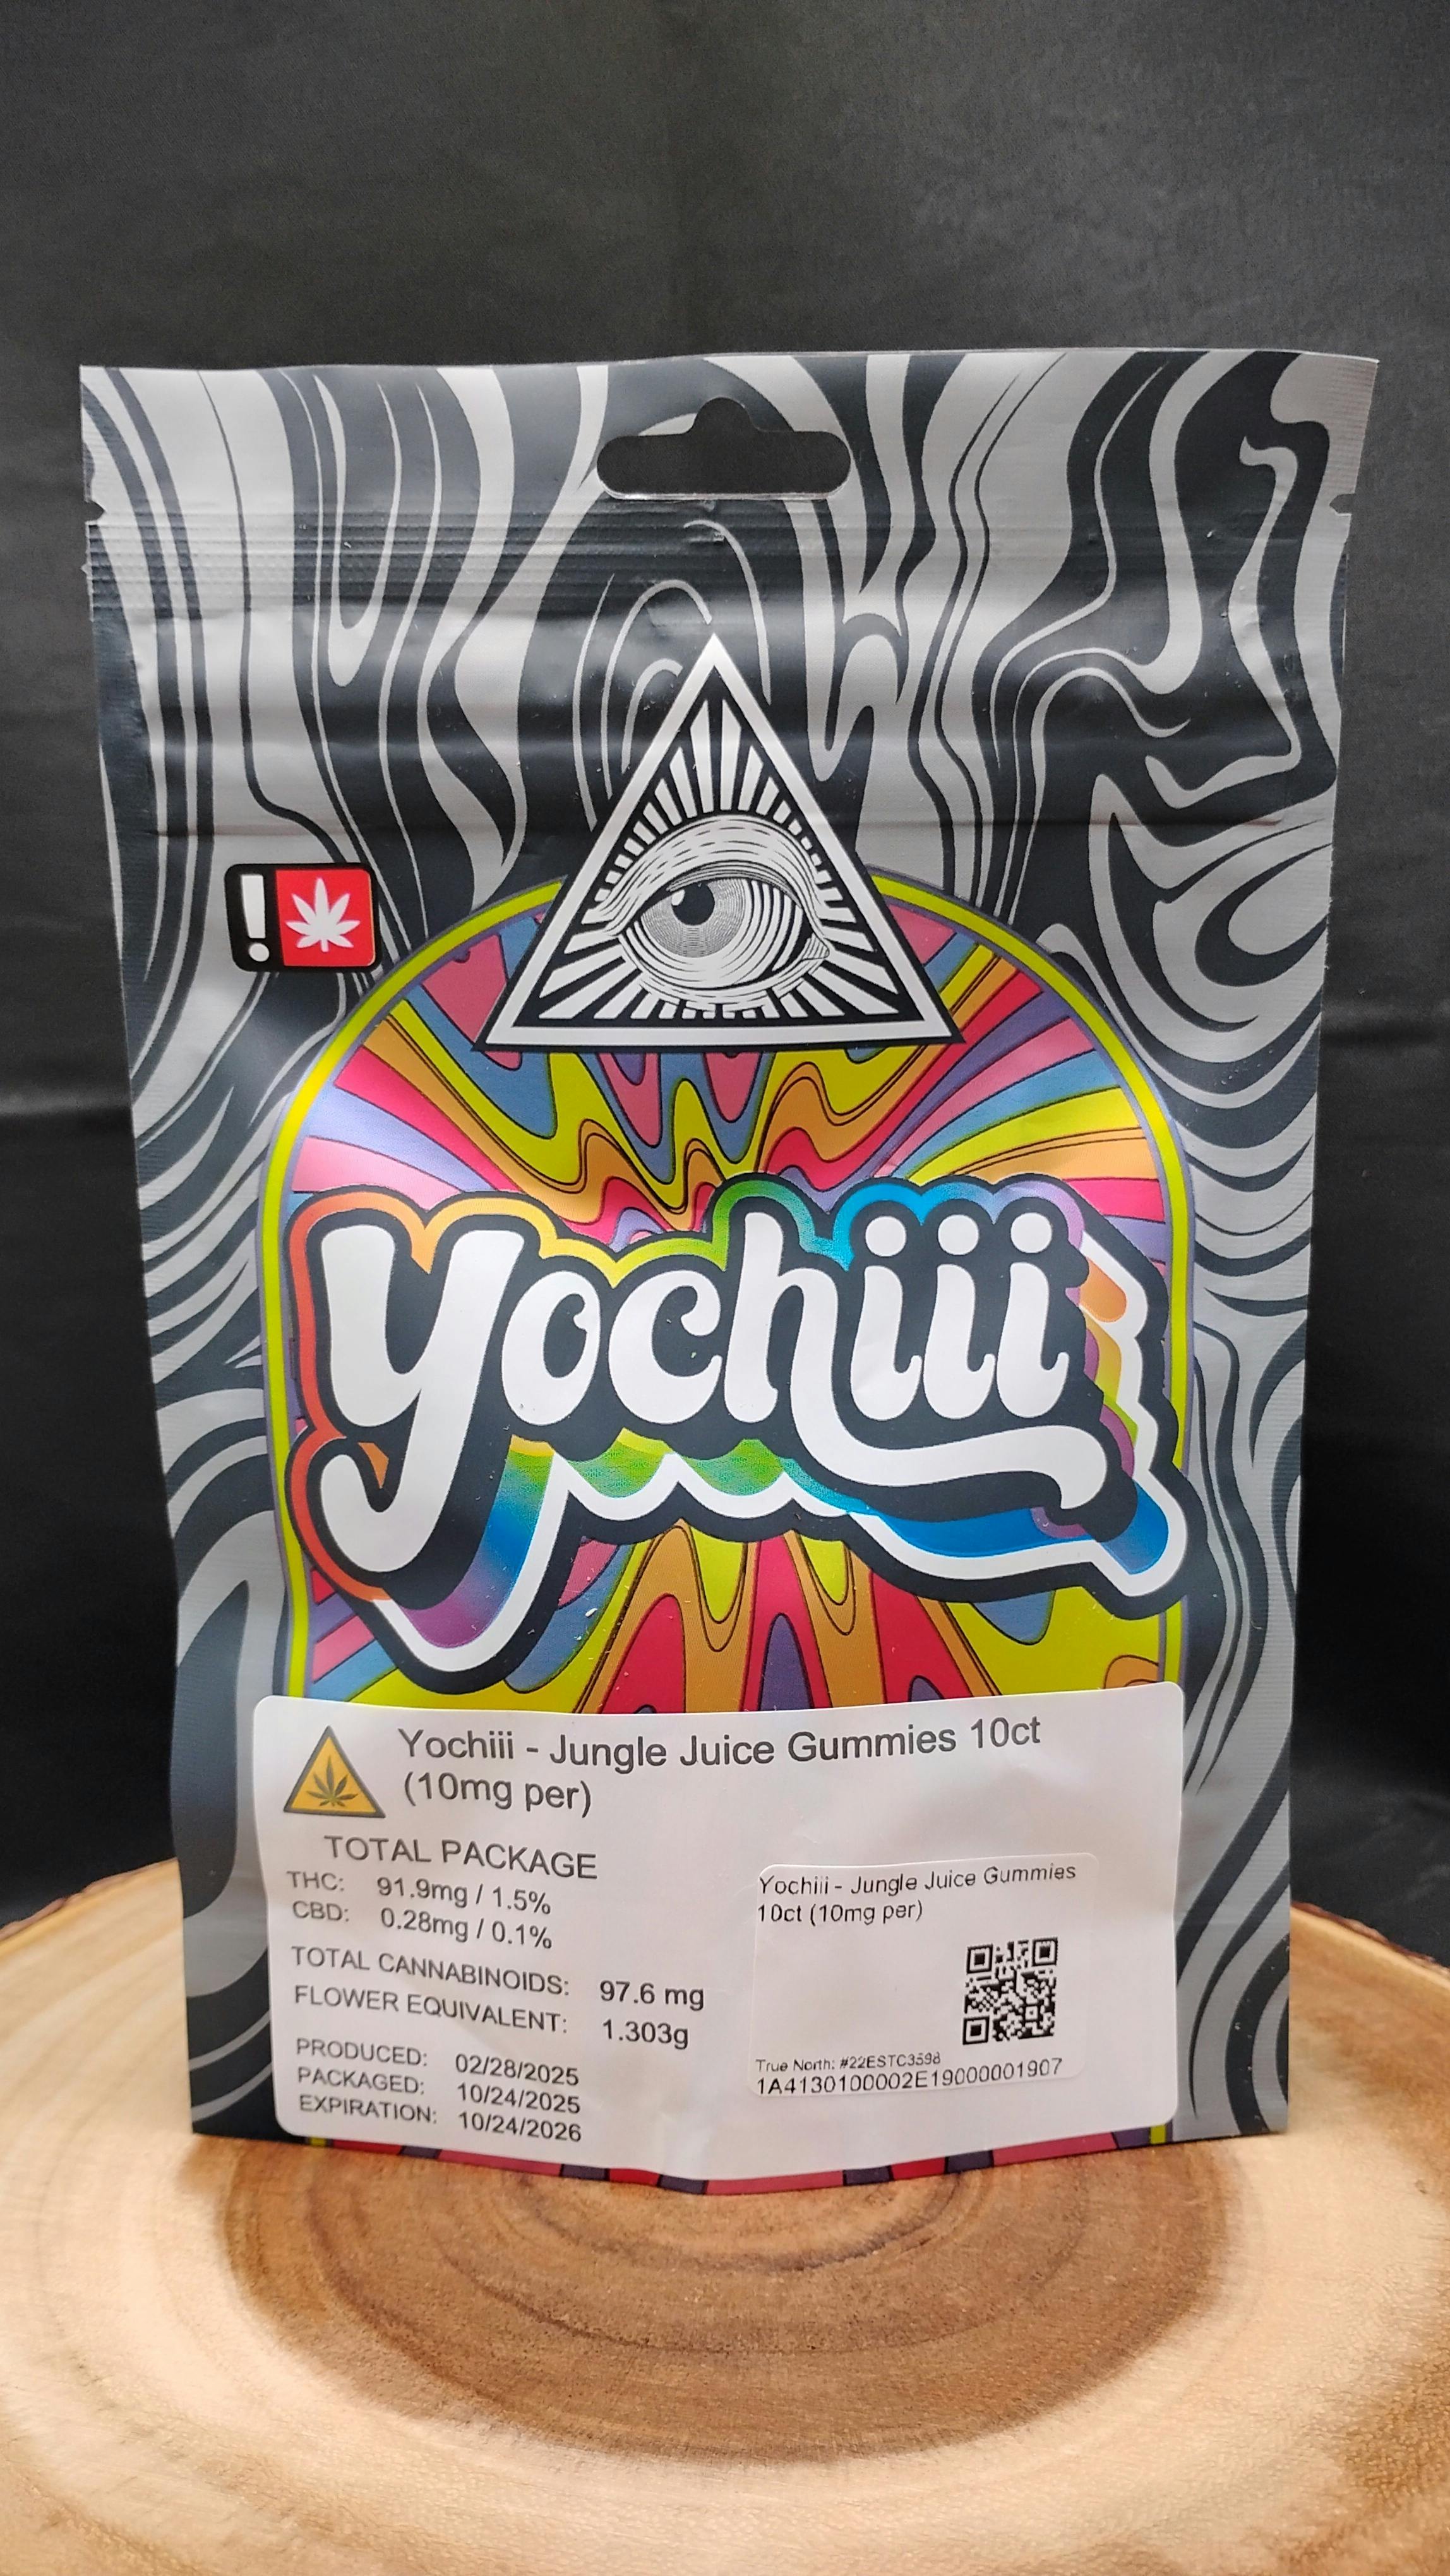 !
Yochiii
Yochiii - Jungle Juice Gummies 10ct
(10mg per)
TOTAL PACKAGE
THC: 91.9mg / 1.5%
CBD: 0.28mg / 0.1%
TOTAL CANNABINOIDS: 97.6 mg
FLOWER EQUIVALENT: 1.303g
PRODUCED: 02/28/2025
PACKAGED: 10/24/2025
EXPIRATION: 10/24/2026
Yochiii - Jungle Juice Gummies
10ct (10mg per)
True North: #22ESTC3598
1A4130100002E19000001907